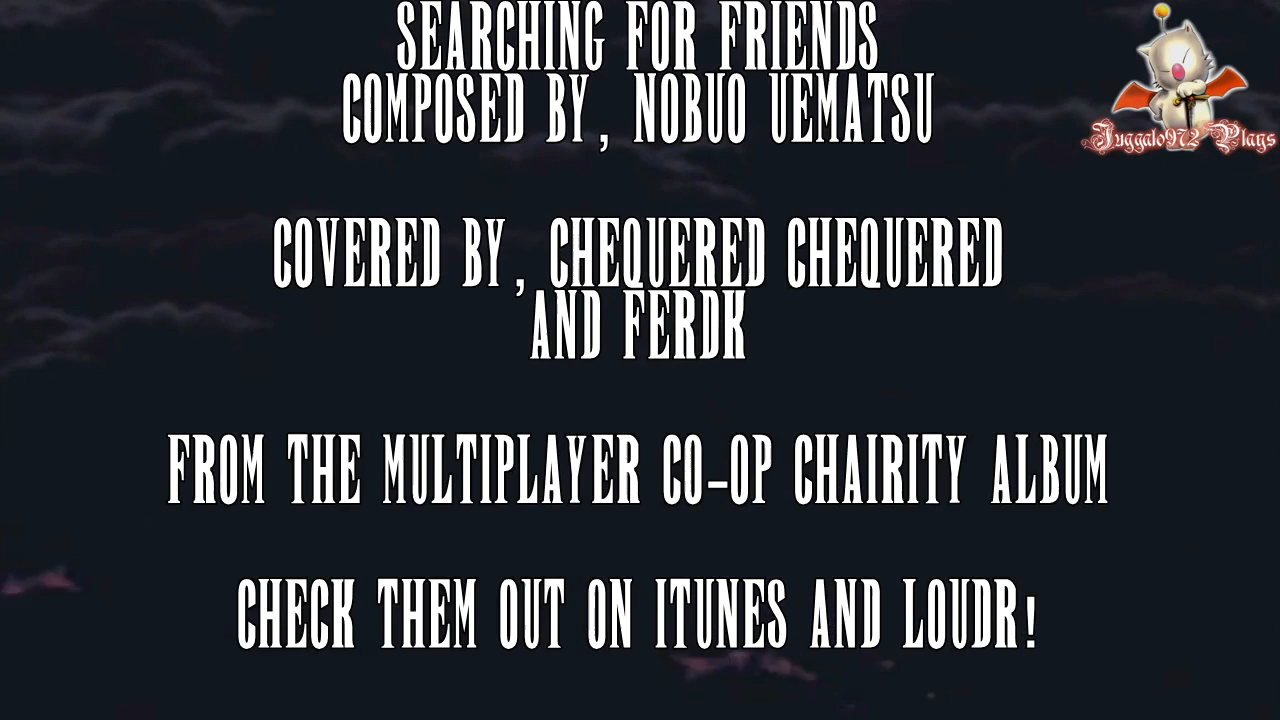 SEARCHING FOR FRIENDS
COMPOSED BY, NOBUO UEMATSU
Juggalo972 Plays
COVERED BY, CHEQUERED CHEQUERED
AND FERDK
FROM THE MULTIPLAYER CO-OP CHAIRITY ALBUM
CHECK THEM OUT ON ITUNES AND LOUDR!